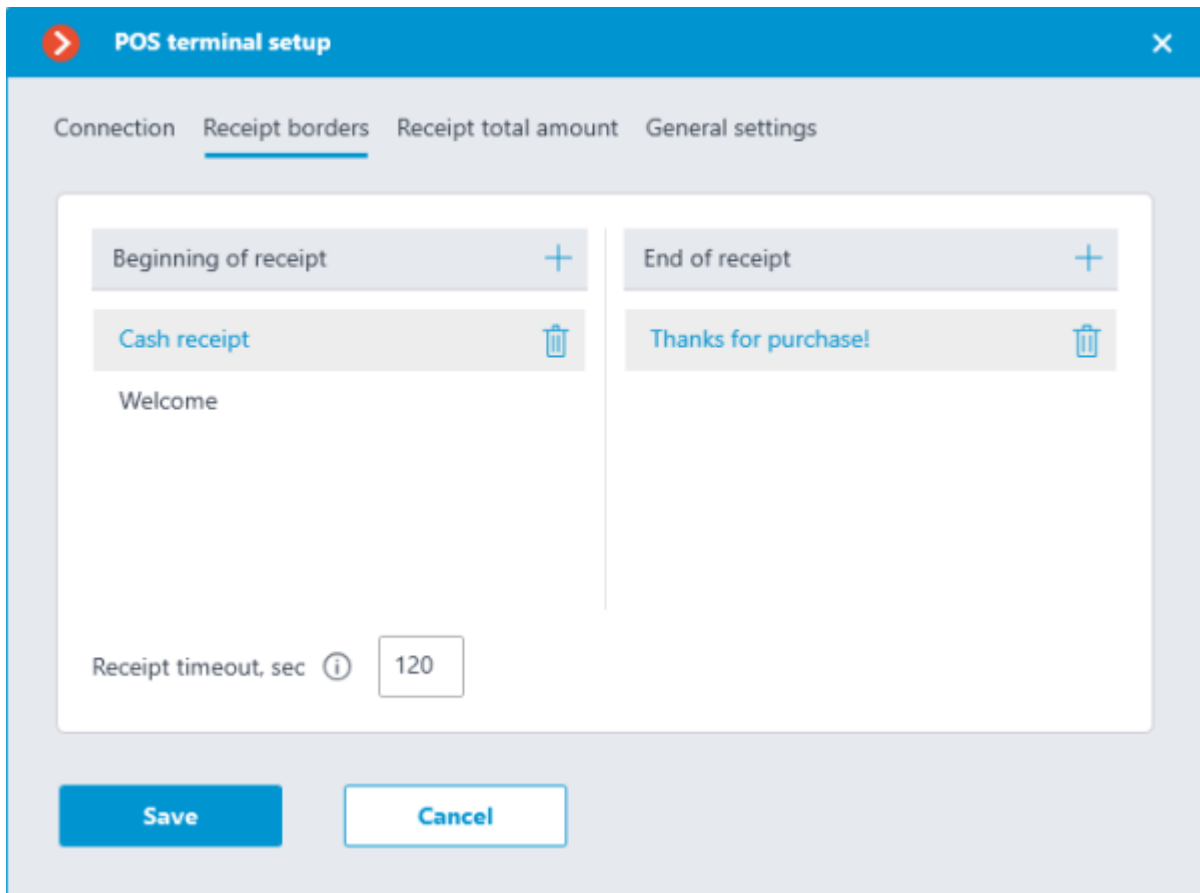 POS terminal setup
Connection Receipt borders Receipt total amount General settings
Beginning of receipt
End of receipt
Cash receipt
Thanks for purchase!
Welcome
Receipt timeout, sec 120
Save
Cancel